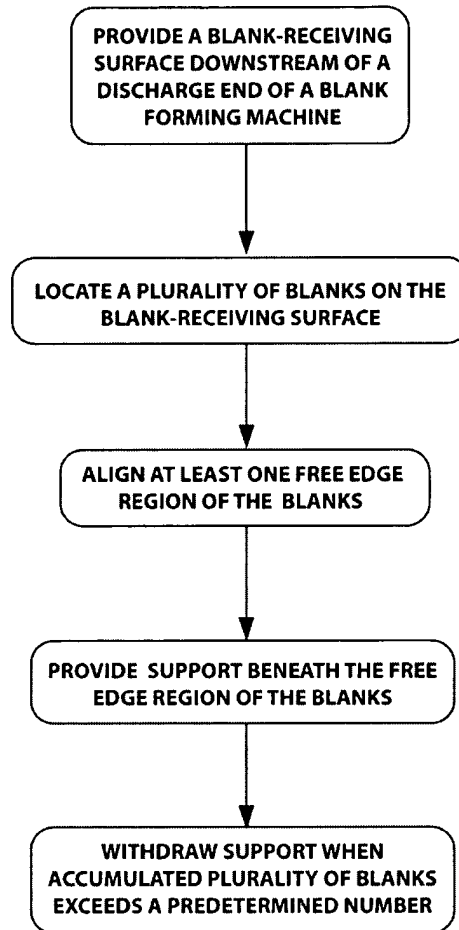 PROVIDE A BLANK-RECEIVING
SURFACE DOWNSTREAM OF A
DISCHARGE END OF A BLANK
FORMING MACHINE
LOCATE A PLURALITY OF BLANKS ON THE
BLANK-RECEIVING SURFACE
ALIGN AT LEAST ONE FREE EDGE
REGION OF THE BLANKS
PROVIDE SUPPORT BENEATH THE FREE
EDGE REGION OF THE BLANKS
WITHDRAW SUPPORT WHEN
ACCUMULATED PLURALITY OF BLANKS
EXCEEDS A PREDETERMINED NUMBER